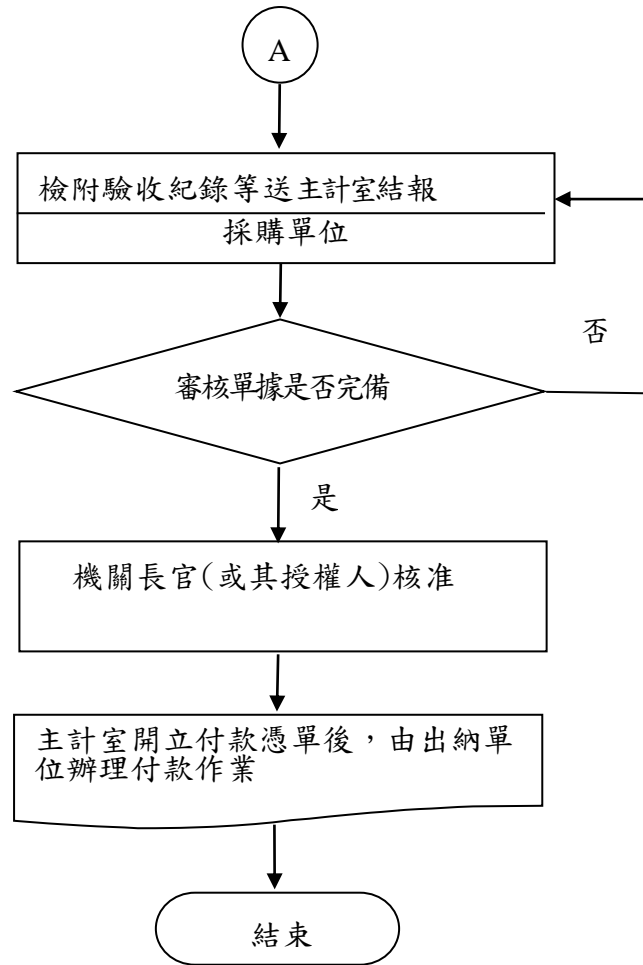 A
檢附驗收紀錄等送主計室結報
採購單位
否
審核單據是否完備
是
機關長官(或其授權人)核准
主計室開立付款憑單後，由出納單
位辦理付款作業
結束